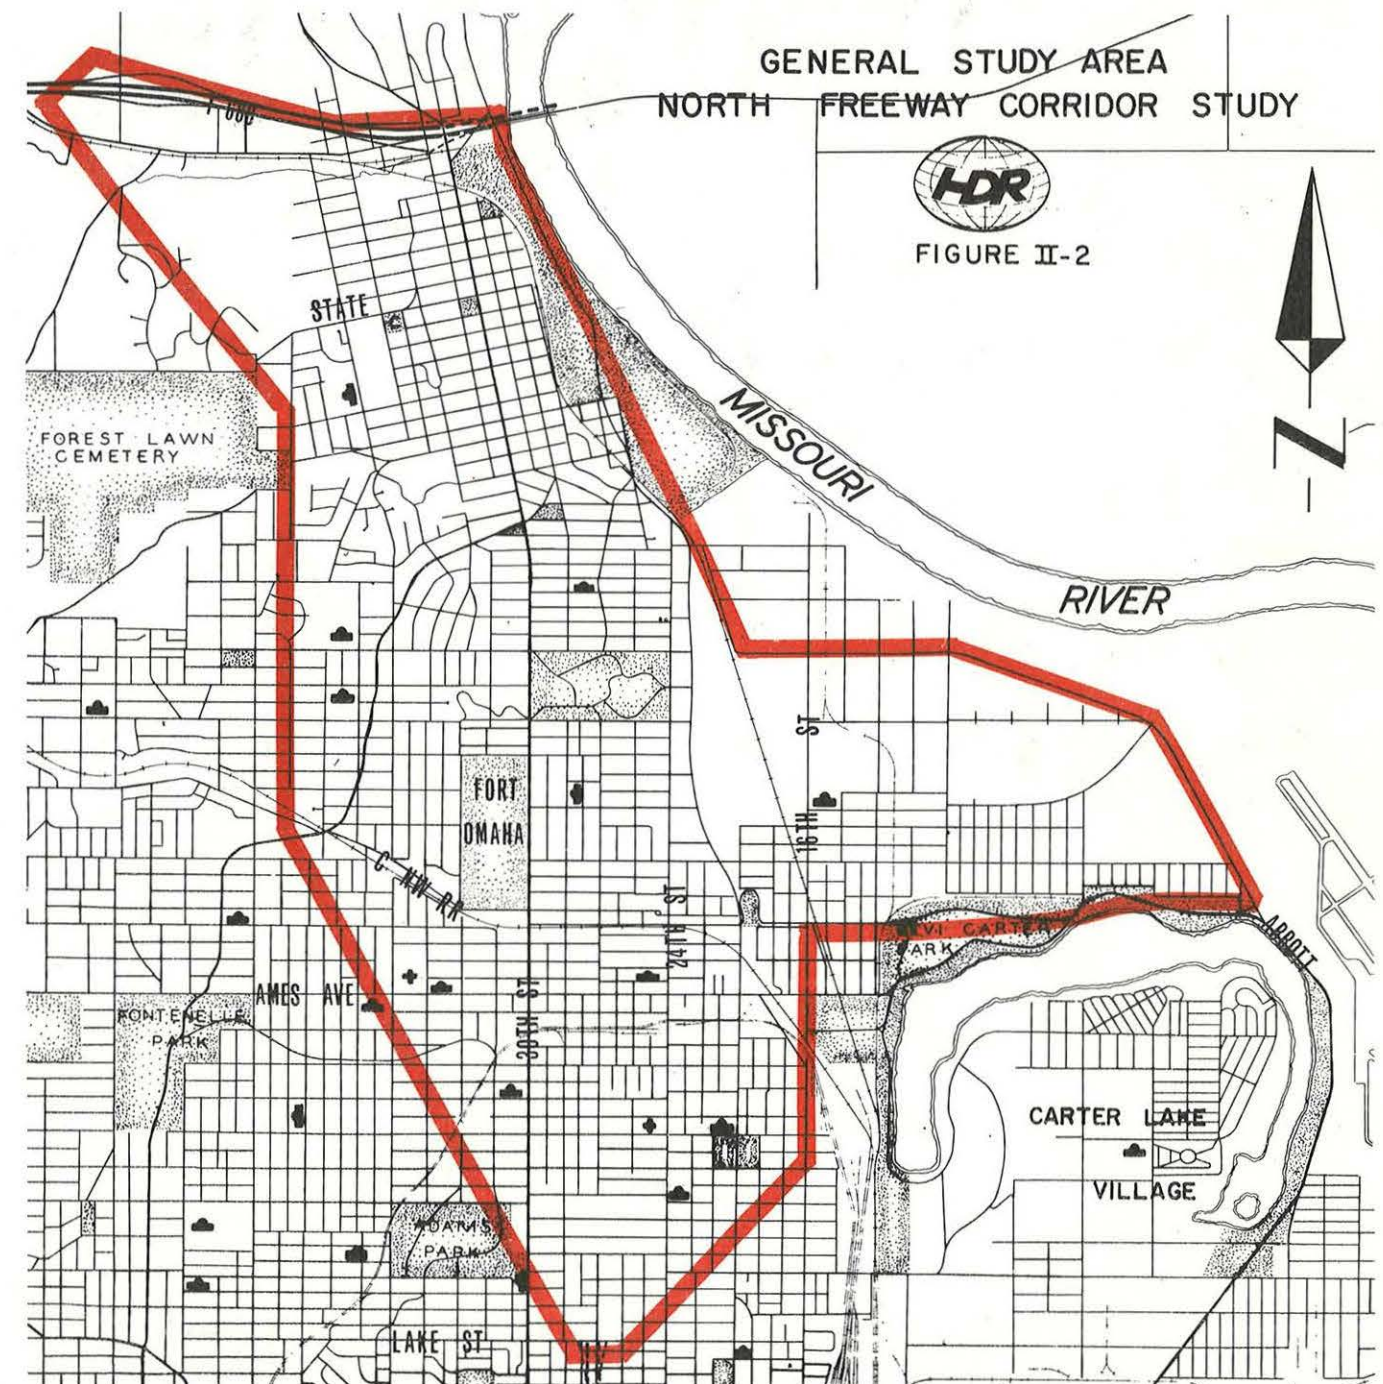 GENERAL STUDY AREA
NORTH FREEWAY CORRIDOR STUDY
HDR
FIGURE II-2
I 680
STATE
FOREST LAWN
CEMETERY
MISSOURI
RIVER
N
16TH ST
FORT
OMAHA
C NW RR
24TH ST
LEVI CARTER
PARK
ABBOTT
AMES AVE
30TH ST
FONTENELLE
PARK
CARTER LAKE
VILLAGE
ADAMS
PARK
LAKE ST